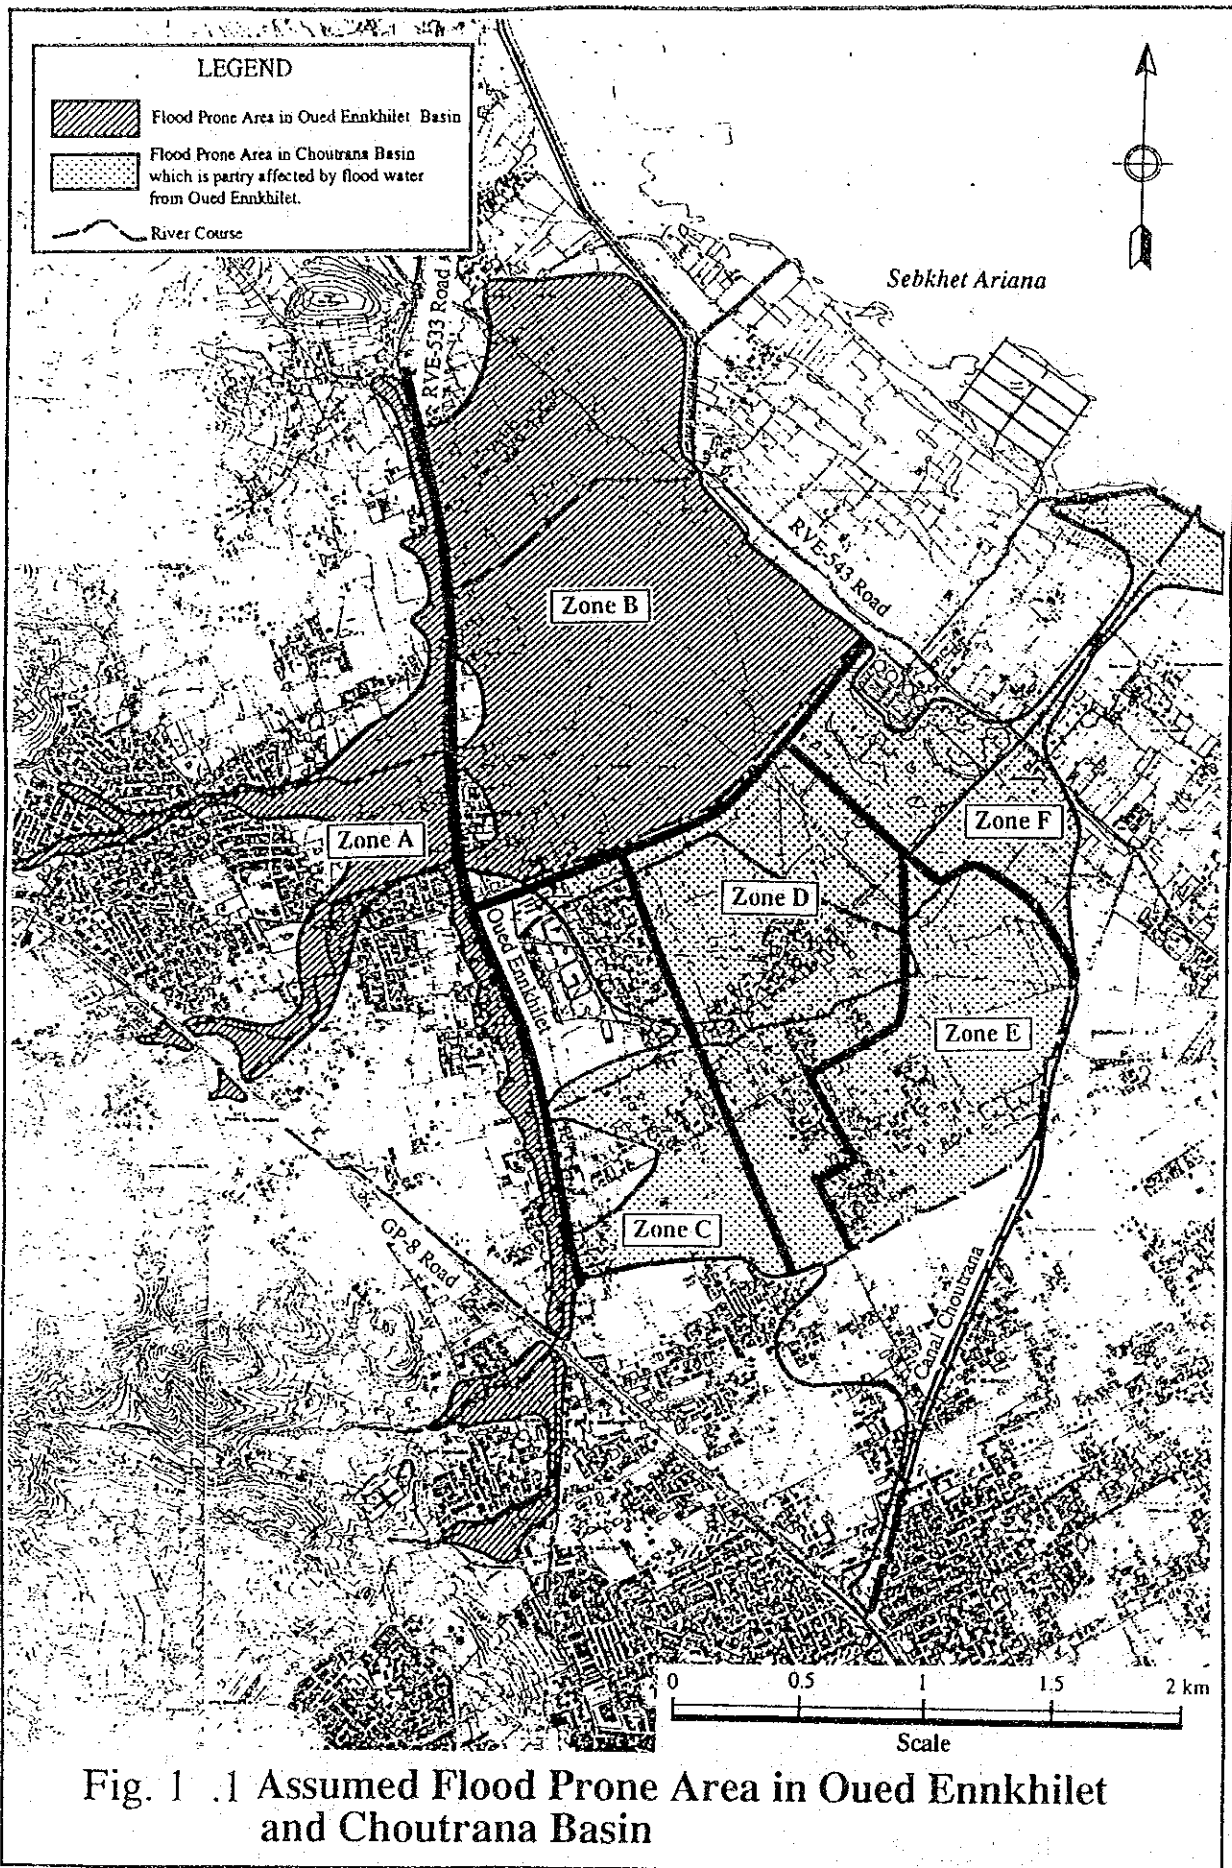 LEGEND
Flood Prone Area in Oued Ennkhilet Basin
Flood Prone Area in Choutrana Basin
which is partry affected by flood water
from Oued Ennkhilet.
River Course
RVE-533 Road
Sebkhet Ariana
RVE-543 Road
Zone B
Zone A
Zone F
Zone D
Oued Ennkhilet
Zone E
Zone C
GP-8 Road
Canal Choutrana
0 0.5 1 1.5 2 km
Scale
Fig. 1 .1 Assumed Flood Prone Area in Oued Ennkhilet
and Choutrana Basin